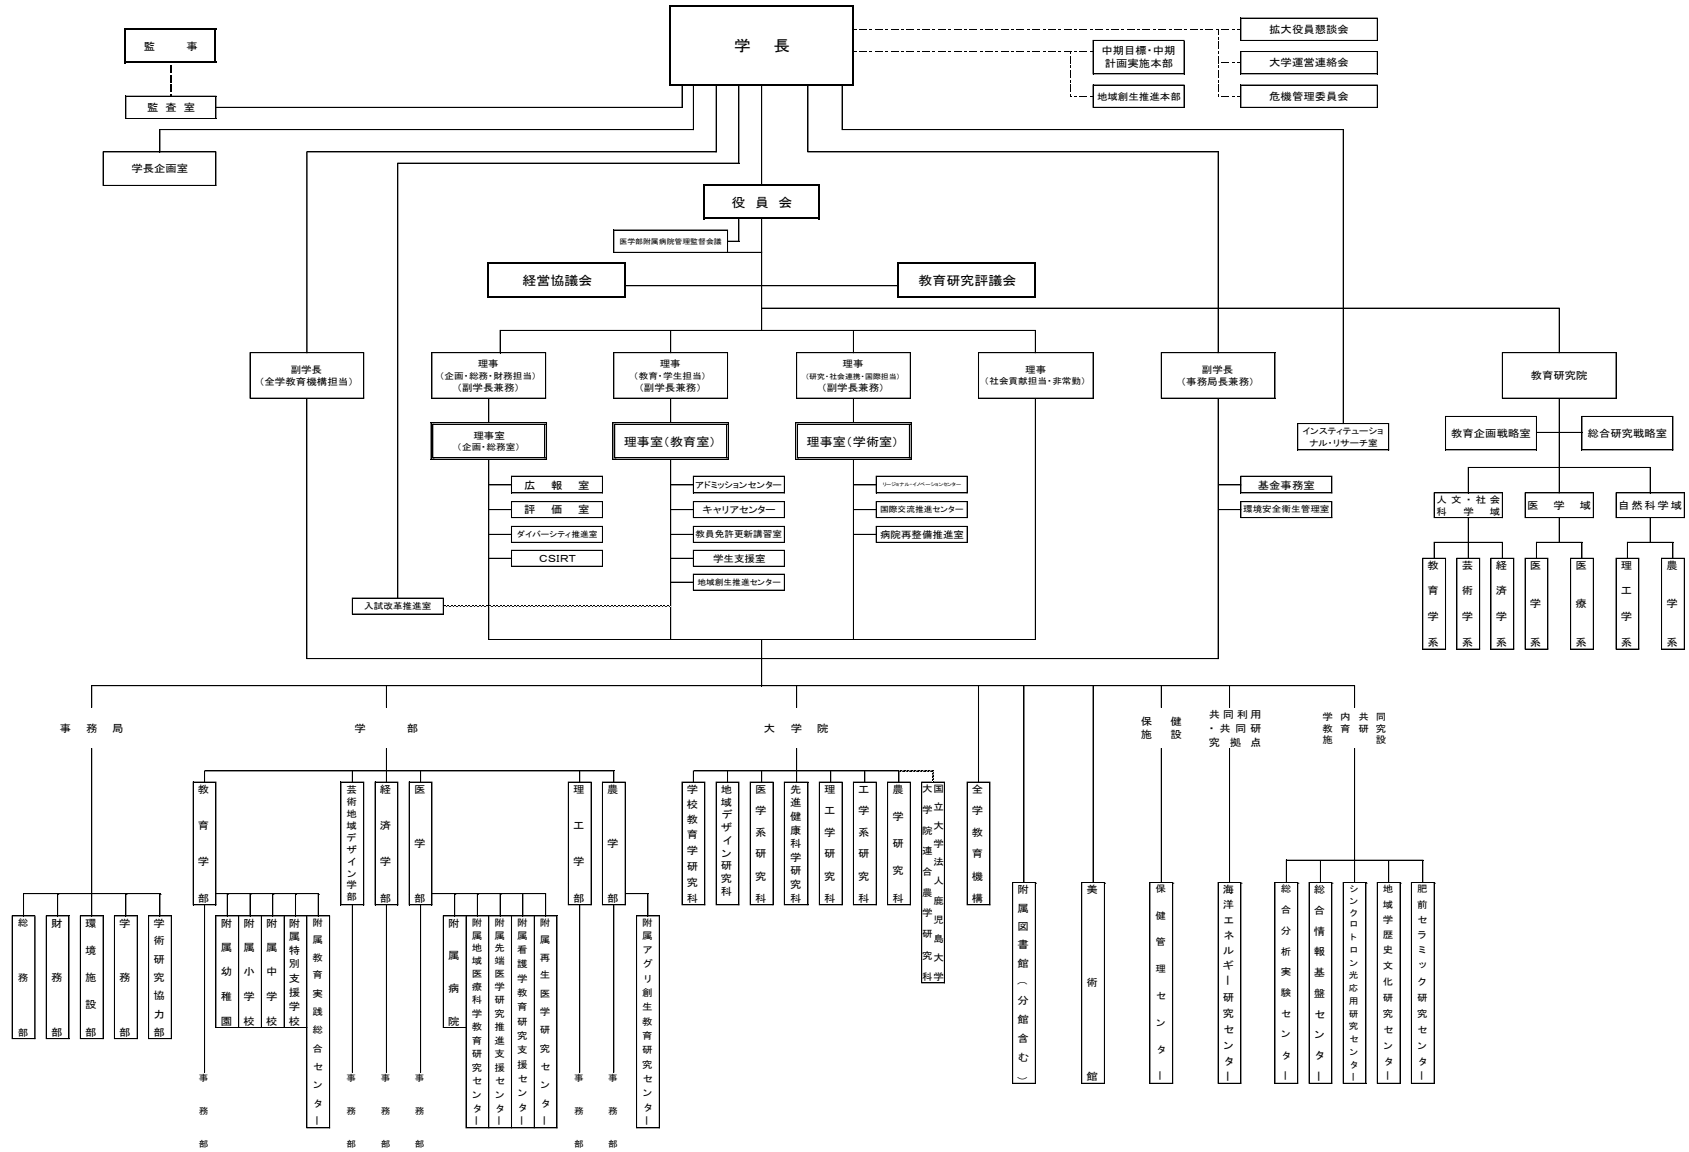 学長
監事
監査室
学長企画室
中期目標・中期
計画実施本部
地域創生推進本部
拡大役員懇談会
大学運営連絡会
危機管理委員会
役員会
医学部附属病院管理監督会議
経営協議会
教育研究評議会
副学長
(全学教育機構担当)
理事
(企画・総務・財務担当)
(副学長兼務)
理事
(教育・学生担当)
(副学長兼務)
理事
(研究・社会連携・国際担当)
(副学長兼務)
理事
(社会貢献担当・非常勤)
副学長
(事務局長兼務)
教育研究院
理事室
(企画・総務室)
理事室(教育室)
理事室(学術室)
インスティテューショ
ナル・リサーチ室
教育企画戦略室
総合研究戦略室
広報室
評価室
ダイバーシティ推進室
CSIRT
アドミッションセンター
キャリアセンター
教員免許更新講習室
学生支援室
地域創生推進センター
リージョナル・イノベーションセンター
国際交流推進センター
病院再整備推進室
基金事務室
環境安全衛生管理室
入試改革推進室
人文・社会
科学域
医学域
自然科学域
教育学系
芸術学系
経済学系
医学系
医療系
理工学系
農学系
事務局
学部
大学院
保健
施設
共同利用
・共同研
究拠点
学内共同
教育研究
施設
総務部
財務部
環境施設部
学務部
学術研究協力部
教育学部
附属幼稚園
附属小学校
附属中学校
附属特別支援学校
附属教育実践総合センター
事務部
芸術地域デザイン学部
事務部
経済学部
事務部
医学部
事務部
附属病院
附属地域医療科学教育研究センター
附属先端医学研究推進支援センター
附属看護学教育研究支援センター
附属再生医学研究センター
理工学部
事務部
農学部
事務部
附属アグリ創生教育研究センター
学校教育学研究科
地域デザイン研究科
医学系研究科
先進健康科学研究科
理工学研究科
工学系研究科
農学研究科
国立大学法人鹿児島大学
大学院連合農学研究科
全学教育機構
附属図書館(分館含む)
美術館
保健管理センター
海洋エネルギー研究センター
総合分析実験センター
総合情報基盤センター
シンクロトロン光応用研究センター
地域学歴史文化研究センター
肥前セラミック研究センター